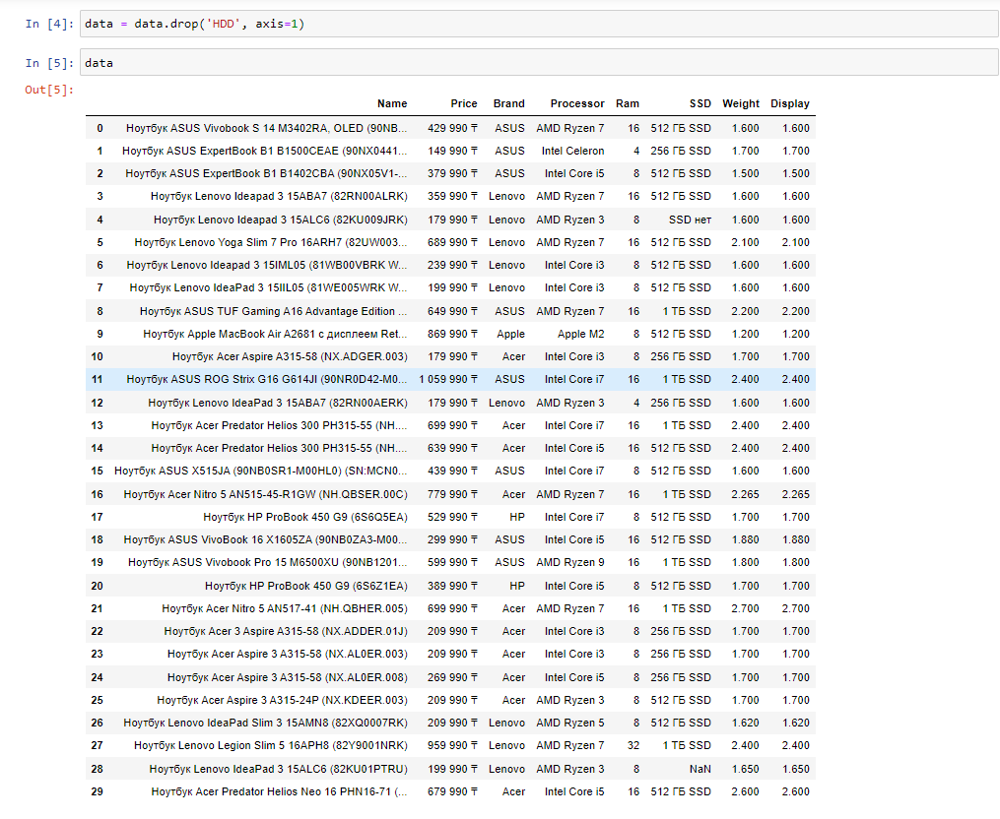 In [4]: data = data.drop('HDD', axis=1)
In [5]: data
Out[5]:
Name Price Brand Processor Ram SSD Weight Display
0 Ноутбук ASUS Vivobook S 14 M3402RA, OLED (90NB... 429 990 ₸ ASUS AMD Ryzen 7 16 512 ГБ SSD 1.600 1.600
1 Ноутбук ASUS ExpertBook B1 B1500CEAE (90NX0441... 149 990 ₸ ASUS Intel Celeron 4 256 ГБ SSD 1.700 1.700
2 Ноутбук ASUS ExpertBook B1 B1402CBA (90NX05V1-... 379 990 ₸ ASUS Intel Core i5 8 512 ГБ SSD 1.500 1.500
3 Ноутбук Lenovo Ideapad 3 15ABA7 (82RN00ALRK) 359 990 ₸ Lenovo AMD Ryzen 7 16 512 ГБ SSD 1.600 1.600
4 Ноутбук Lenovo Ideapad 3 15ALC6 (82KU009JRK) 179 990 ₸ Lenovo AMD Ryzen 3 8 SSD нет 1.600 1.600
5 Ноутбук Lenovo Yoga Slim 7 Pro 16ARH7 (82UW003... 689 990 ₸ Lenovo AMD Ryzen 7 16 512 ГБ SSD 2.100 2.100
6 Ноутбук Lenovo Ideapad 3 15IML05 (81WB00VBRK W... 239 990 ₸ Lenovo Intel Core i3 8 512 ГБ SSD 1.600 1.600
7 Ноутбук Lenovo IdeaPad 3 15IIL05 (81WE005WRK W... 199 990 ₸ Lenovo Intel Core i3 8 512 ГБ SSD 1.600 1.600
8 Ноутбук ASUS TUF Gaming A16 Advantage Edition ... 649 990 ₸ ASUS AMD Ryzen 7 16 1 ТБ SSD 2.200 2.200
9 Ноутбук Apple MacBook Air A2681 с дисплеем Ret... 869 990 ₸ Apple Apple M2 8 512 ГБ SSD 1.200 1.200
10 Ноутбук Acer Aspire A315-58 (NX.ADGER.003) 179 990 ₸ Acer Intel Core i3 8 256 ГБ SSD 1.700 1.700
11 Ноутбук ASUS ROG Strix G16 G614JI (90NR0D42-M0... 1 059 990 ₸ ASUS Intel Core i7 16 1 ТБ SSD 2.400 2.400
12 Ноутбук Lenovo IdeaPad 3 15ABA7 (82RN00AERK) 179 990 ₸ Lenovo AMD Ryzen 3 4 256 ГБ SSD 1.600 1.600
13 Ноутбук Acer Predator Helios 300 PH315-55 (NH.... 699 990 ₸ Acer Intel Core i7 16 1 ТБ SSD 2.400 2.400
14 Ноутбук Acer Predator Helios 300 PH315-55 (NH.... 639 990 ₸ Acer Intel Core i5 16 512 ГБ SSD 2.400 2.400
15 Ноутбук ASUS X515JA (90NB0SR1-M00HL0) (SN:MCN0... 439 990 ₸ ASUS Intel Core i7 8 512 ГБ SSD 1.600 1.600
16 Ноутбук Acer Nitro 5 AN515-45-R1GW (NH.QBSER.00C) 779 990 ₸ Acer AMD Ryzen 7 16 1 ТБ SSD 2.265 2.265
17 Ноутбук HP ProBook 450 G9 (6S6Q5EA) 529 990 ₸ HP Intel Core i7 8 512 ГБ SSD 1.700 1.700
18 Ноутбук ASUS VivoBook 16 X1605ZA (90NB0ZA3-M00... 299 990 ₸ ASUS Intel Core i5 16 512 ГБ SSD 1.880 1.880
19 Ноутбук ASUS Vivobook Pro 15 M6500XU (90NB1201... 599 990 ₸ ASUS AMD Ryzen 9 16 1 ТБ SSD 1.800 1.800
20 Ноутбук HP ProBook 450 G9 (6S6Z1EA) 389 990 ₸ HP Intel Core i5 8 512 ГБ SSD 1.700 1.700
21 Ноутбук Acer Nitro 5 AN517-41 (NH.QBHER.005) 699 990 ₸ Acer AMD Ryzen 7 16 1 ТБ SSD 2.700 2.700
22 Ноутбук Acer 3 Aspire A315-58 (NX.ADDER.01J) 209 990 ₸ Acer Intel Core i3 8 256 ГБ SSD 1.700 1.700
23 Ноутбук Acer Aspire 3 A315-58 (NX.AL0ER.003) 209 990 ₸ Acer Intel Core i3 8 256 ГБ SSD 1.700 1.700
24 Ноутбук Acer Aspire 3 A315-58 (NX.AL0ER.008) 269 990 ₸ Acer Intel Core i5 8 256 ГБ SSD 1.700 1.700
25 Ноутбук Acer Aspire 3 A315-24P (NX.KDEER.003) 209 990 ₸ Acer AMD Ryzen 3 8 512 ГБ SSD 1.700 1.700
26 Ноутбук Lenovo IdeaPad Slim 3 15AMN8 (82XQ0007RK) 209 990 ₸ Lenovo AMD Ryzen 5 8 512 ГБ SSD 1.620 1.620
27 Ноутбук Lenovo Legion Slim 5 16APH8 (82Y9001NRK) 959 990 ₸ Lenovo AMD Ryzen 7 32 1 ТБ SSD 2.400 2.400
28 Ноутбук Lenovo IdeaPad 3 15ALC6 (82KU01PTRU) 199 990 ₸ Lenovo AMD Ryzen 3 8 NaN 1.650 1.650
29 Ноутбук Acer Predator Helios Neo 16 PHN16-71 (... 679 990 ₸ Acer Intel Core i5 16 512 ГБ SSD 2.600 2.600